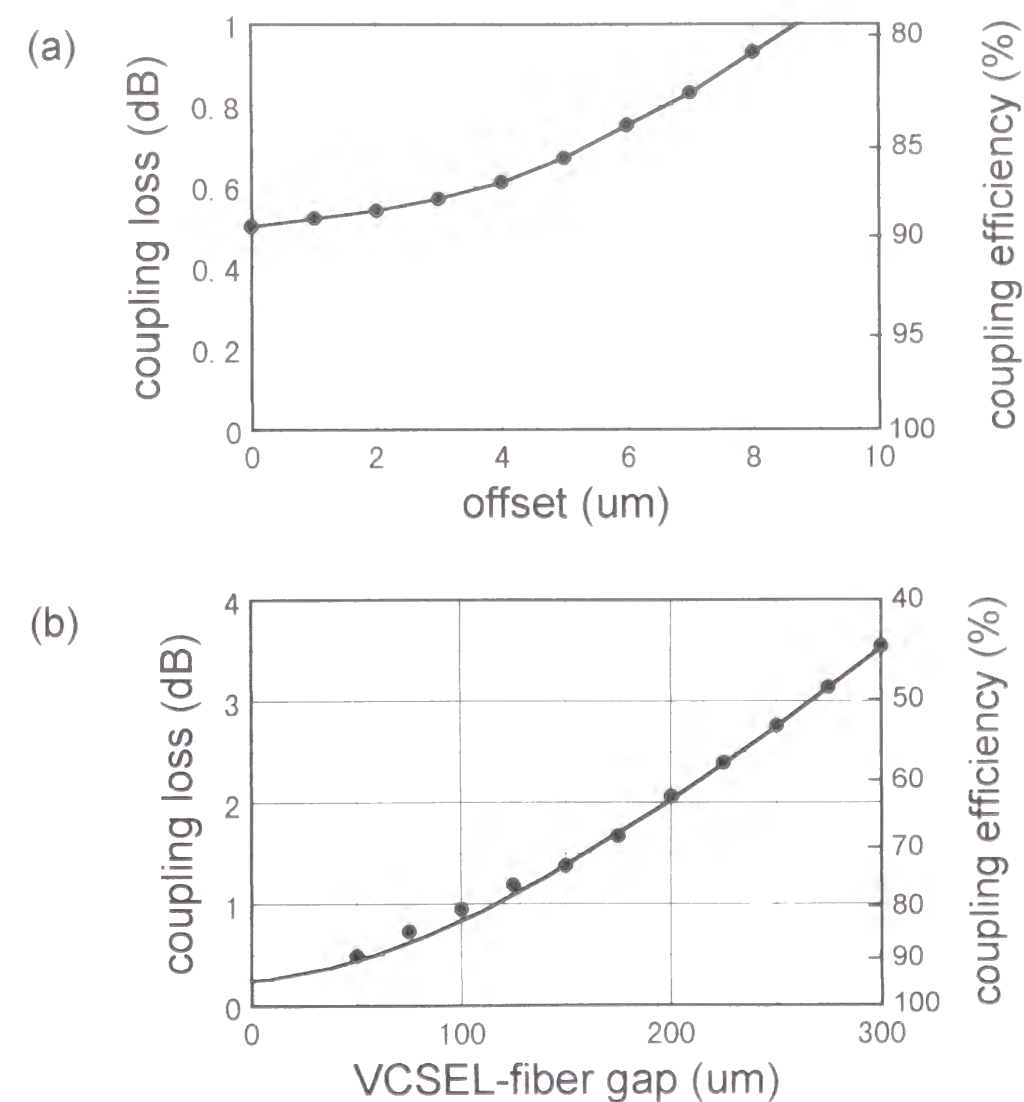 (a)
coupling loss (dB)
1
0. 8
0. 6
0. 4
0. 2
0
0 2 4 6 8 10
offset (um)
80
85
90
95
100
coupling efficiency (%)
(b)
coupling loss (dB)
4
3
2
1
0
0 100 200 300
VCSEL-fiber gap (um)
40
50
60
70
80
90
100
coupling efficiency (%)